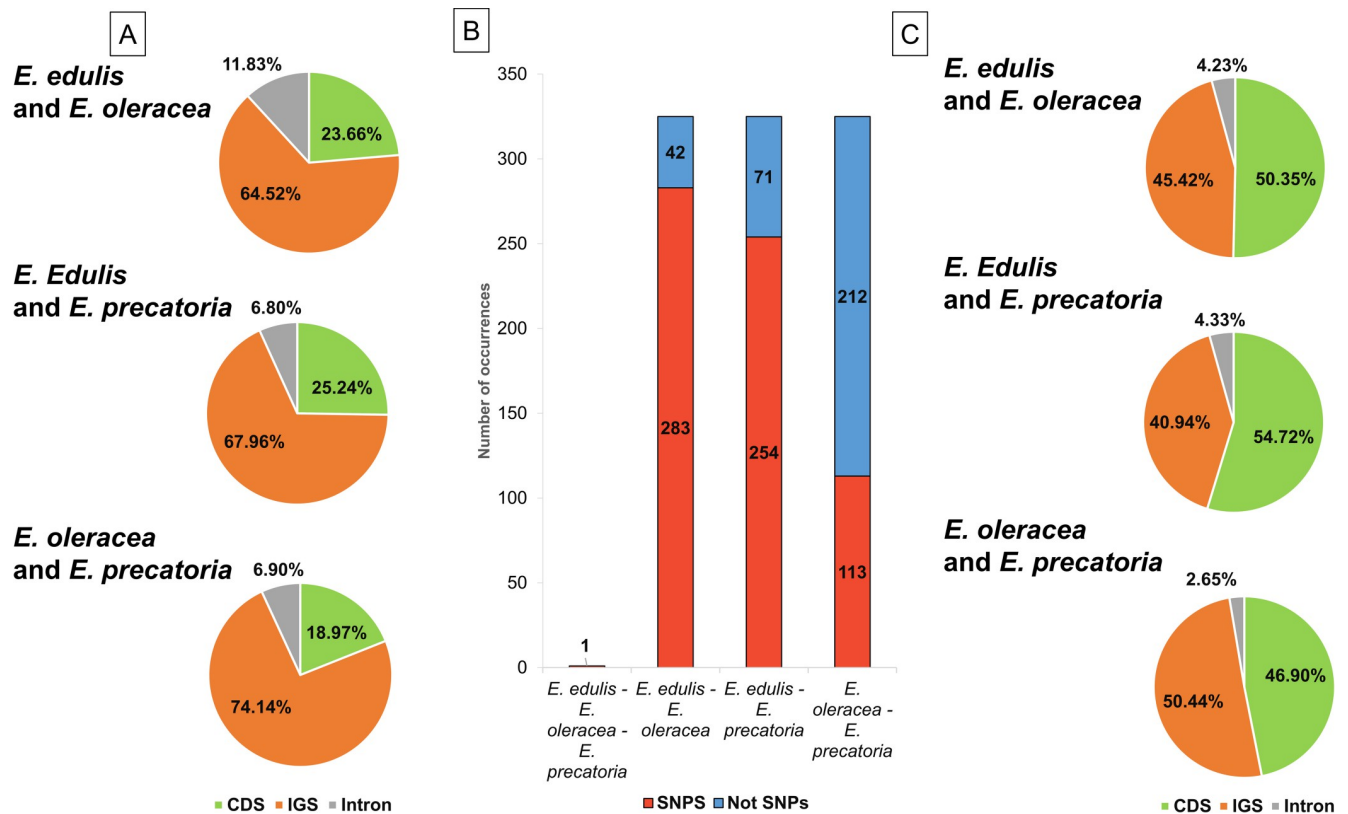 A
E. edulis
and E. oleracea
11.83%
23.66%
64.52%
E. Edulis
and E. precatoria
6.80%
25.24%
67.96%
E. oleracea
and E. precatoria
6.90%
18.97%
74.14%
CDS IGS Intron
B
Number of occurrences
350
300
250
200
150
100
50
0
1
42
283
71
254
212
113
E. edulis -
E.
oleracea -
E.
precatoria
E. edulis -
E.
oleracea
E. edulis -
E.
precatoria
E.
oleracea -
E.
precatoria
SNPS Not SNPs
C
E. edulis
and E. oleracea
4.23%
45.42%
50.35%
E. Edulis
and E. precatoria
4.33%
40.94%
54.72%
E. oleracea
and E. precatoria
2.65%
50.44%
46.90%
CDS IGS Intron